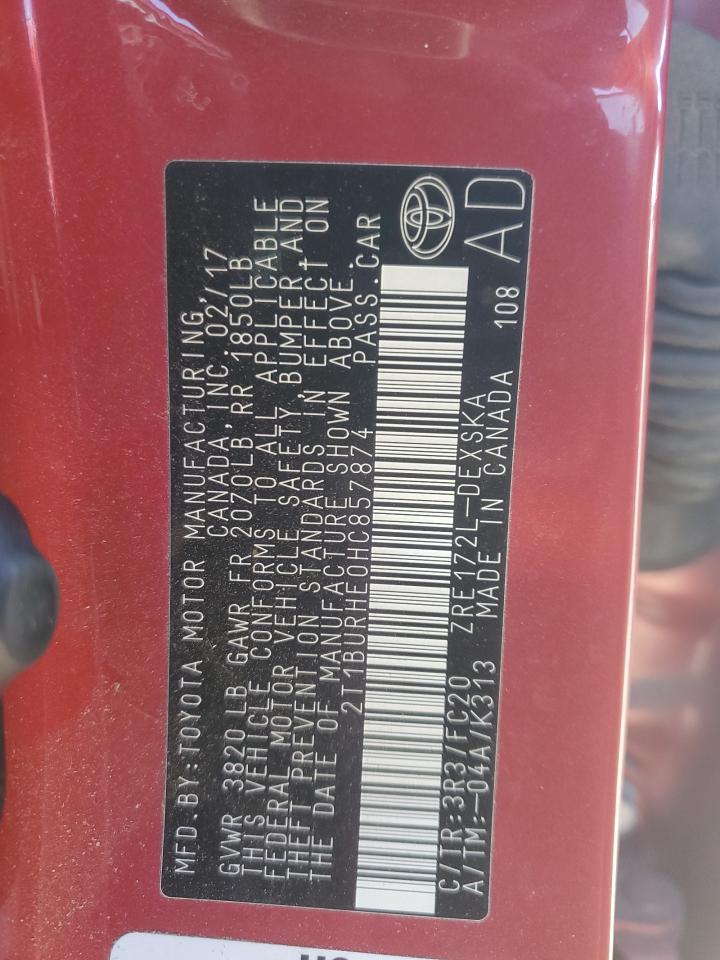 MFD.BY:TOYOTA MOTOR MANUFACTURING,
CANADA,INC. 02/17
GVWR 3820LB GAWR FR 2070LB,RR 1850LB
THIS VEHICLE CONFORMS TO ALL APPLICABLE
FEDERAL MOTOR VEHICLE SAFETY, BUMPER,AND
THEFT PREVENTION STANDARDS IN EFFECT ON
THE DATE OF MANUFACTURE SHOWN ABOVE.
2T1BURHE0HC857874 PASS.CAR
C/TR:3R3/FC20 ZRE172L-DEXSKA
A/TM:-04A/K313 MADE IN CANADA 108
AD